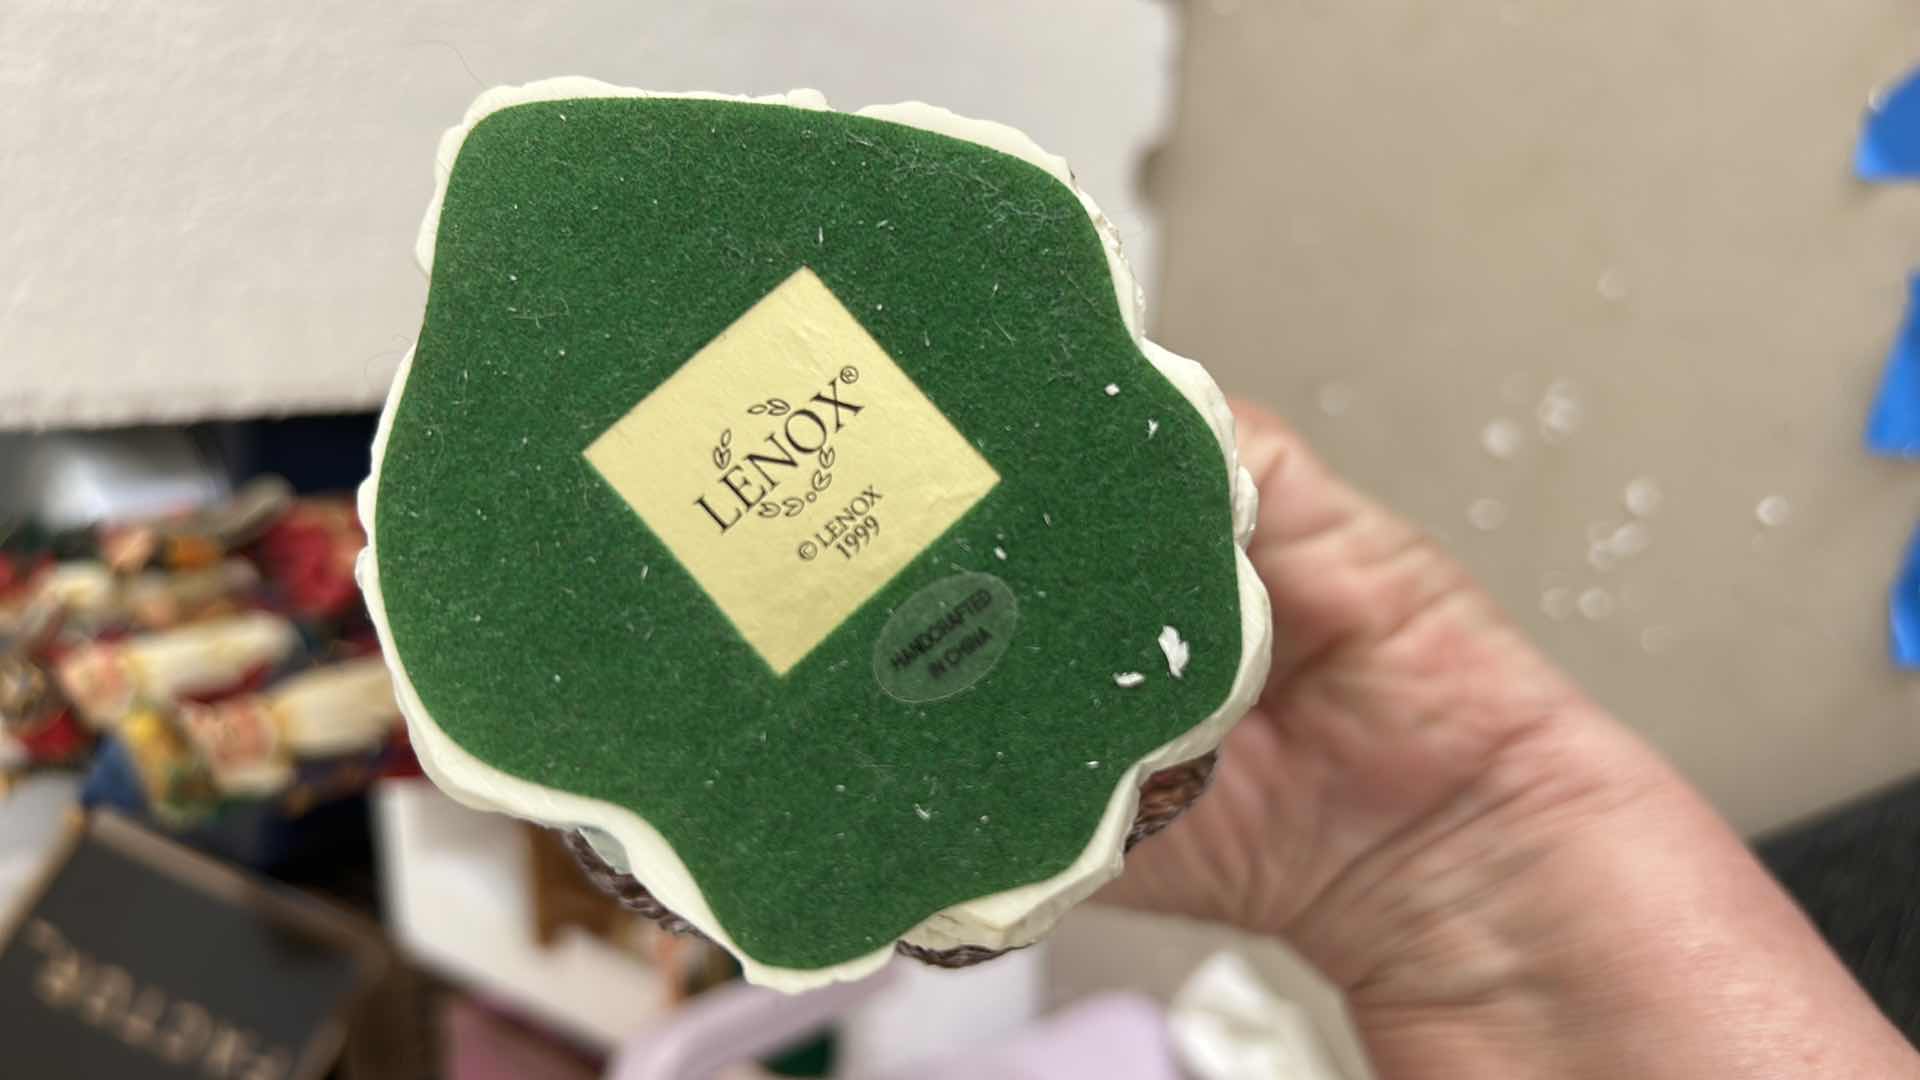 LENOX®
© LENOX
1999
HANDCRAFTED
IN CHINA